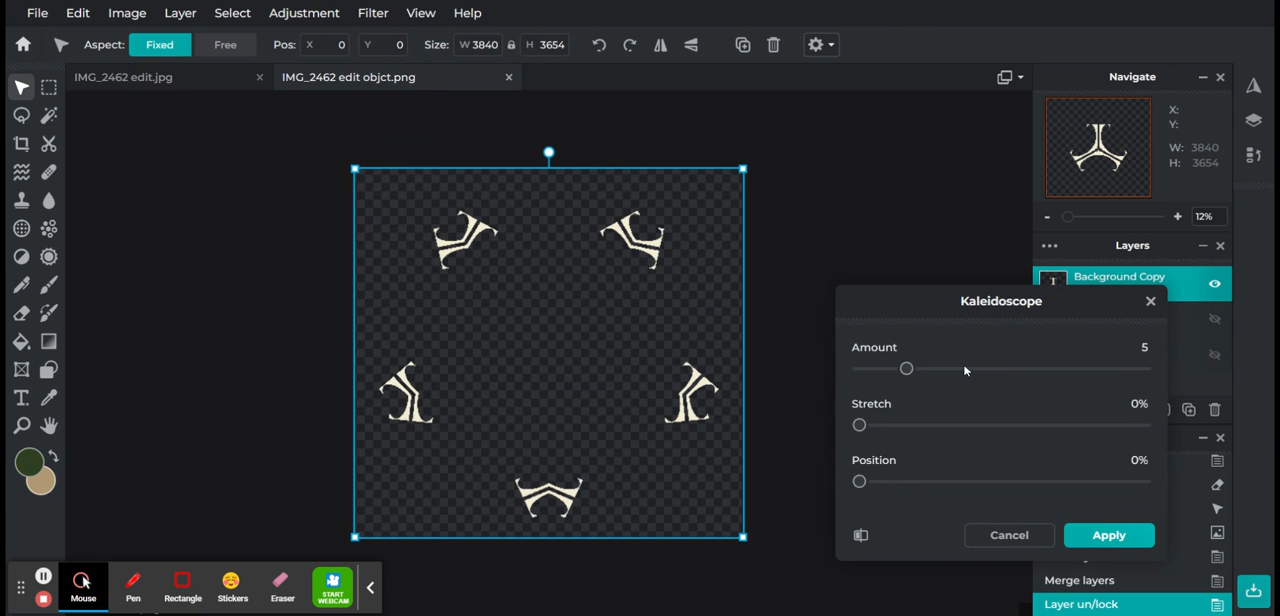 File Edit Image Layer Select Adjustment Filter View Help
Aspect: Fixed Free Pos: X 0 Y 0 Size: W 3840 H 3654
IMG_2462 edit.jpg IMG_2462 edit objct.png
Navigate
X:
Y:
W: 3840
H: 3654
12%
Layers
Background Copy
T
Kaleidoscope
Amount 5
Stretch 0%
Position 0%
Cancel Apply
Merge layers
Layer un/lock
Mouse Pen Rectangle Stickers Eraser START WEBCAM